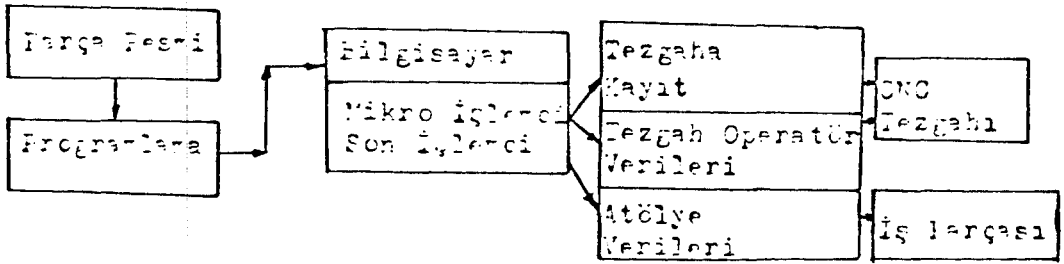 Parça Resmi
Programlama
Bilgisayar
Mikro İşlemci
Son İşlemci
Tezgaha
Kayıt
Tezgah Operatör
Verileri
Atölye
Verileri
CNC
Tezgahı
İş Parçası